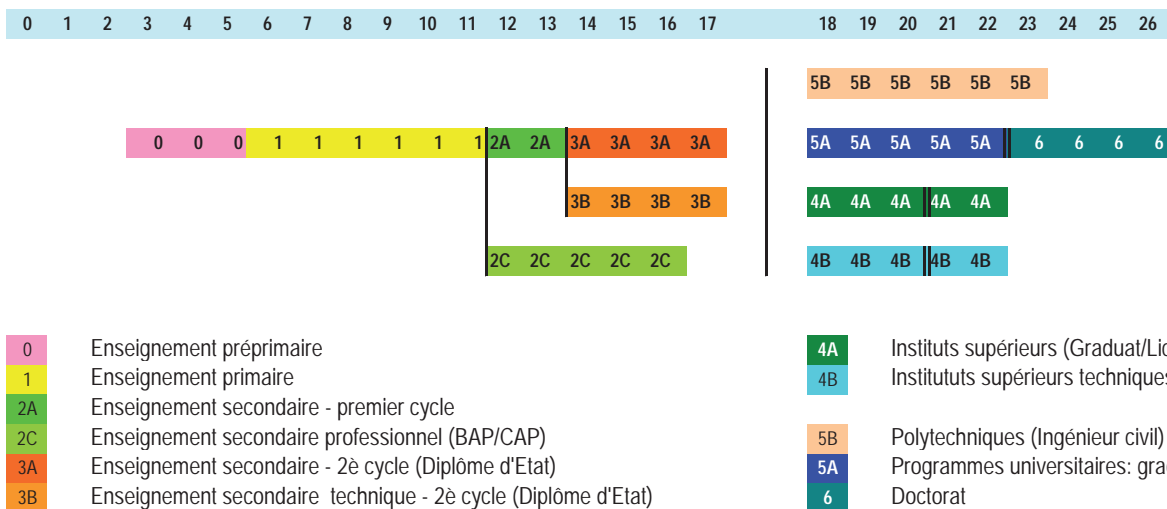 0 1 2 3 4 5 6 7 8 9 10 11 12 13 14 15 16 17 18 19 20 21 22 23 24 25 26
5B 5B 5B 5B 5B 5B
0 0 0 1 1 1 1 1 1 2A 2A 3A 3A 3A 3A 5A 5A 5A 5A 5A 6 6 6 6
3B 3B 3B 3B 4A 4A 4A 4A 4A
2C 2C 2C 2C 2C 4B 4B 4B 4B 4B
0 Enseignement préprimaire
1 Enseignement primaire
2A Enseignement secondaire - premier cycle
2C Enseignement secondaire professionnel (BAP/CAP)
3A Enseignement secondaire - 2è cycle (Diplôme d'Etat)
3B Enseignement secondaire technique - 2è cycle (Diplôme d'Etat)
4A Instituts supérieurs (Graduat/Lic
4B Institututs supérieurs techniques
5B Polytechniques (Ingénieur civil)
5A Programmes universitaires: grad
6 Doctorat